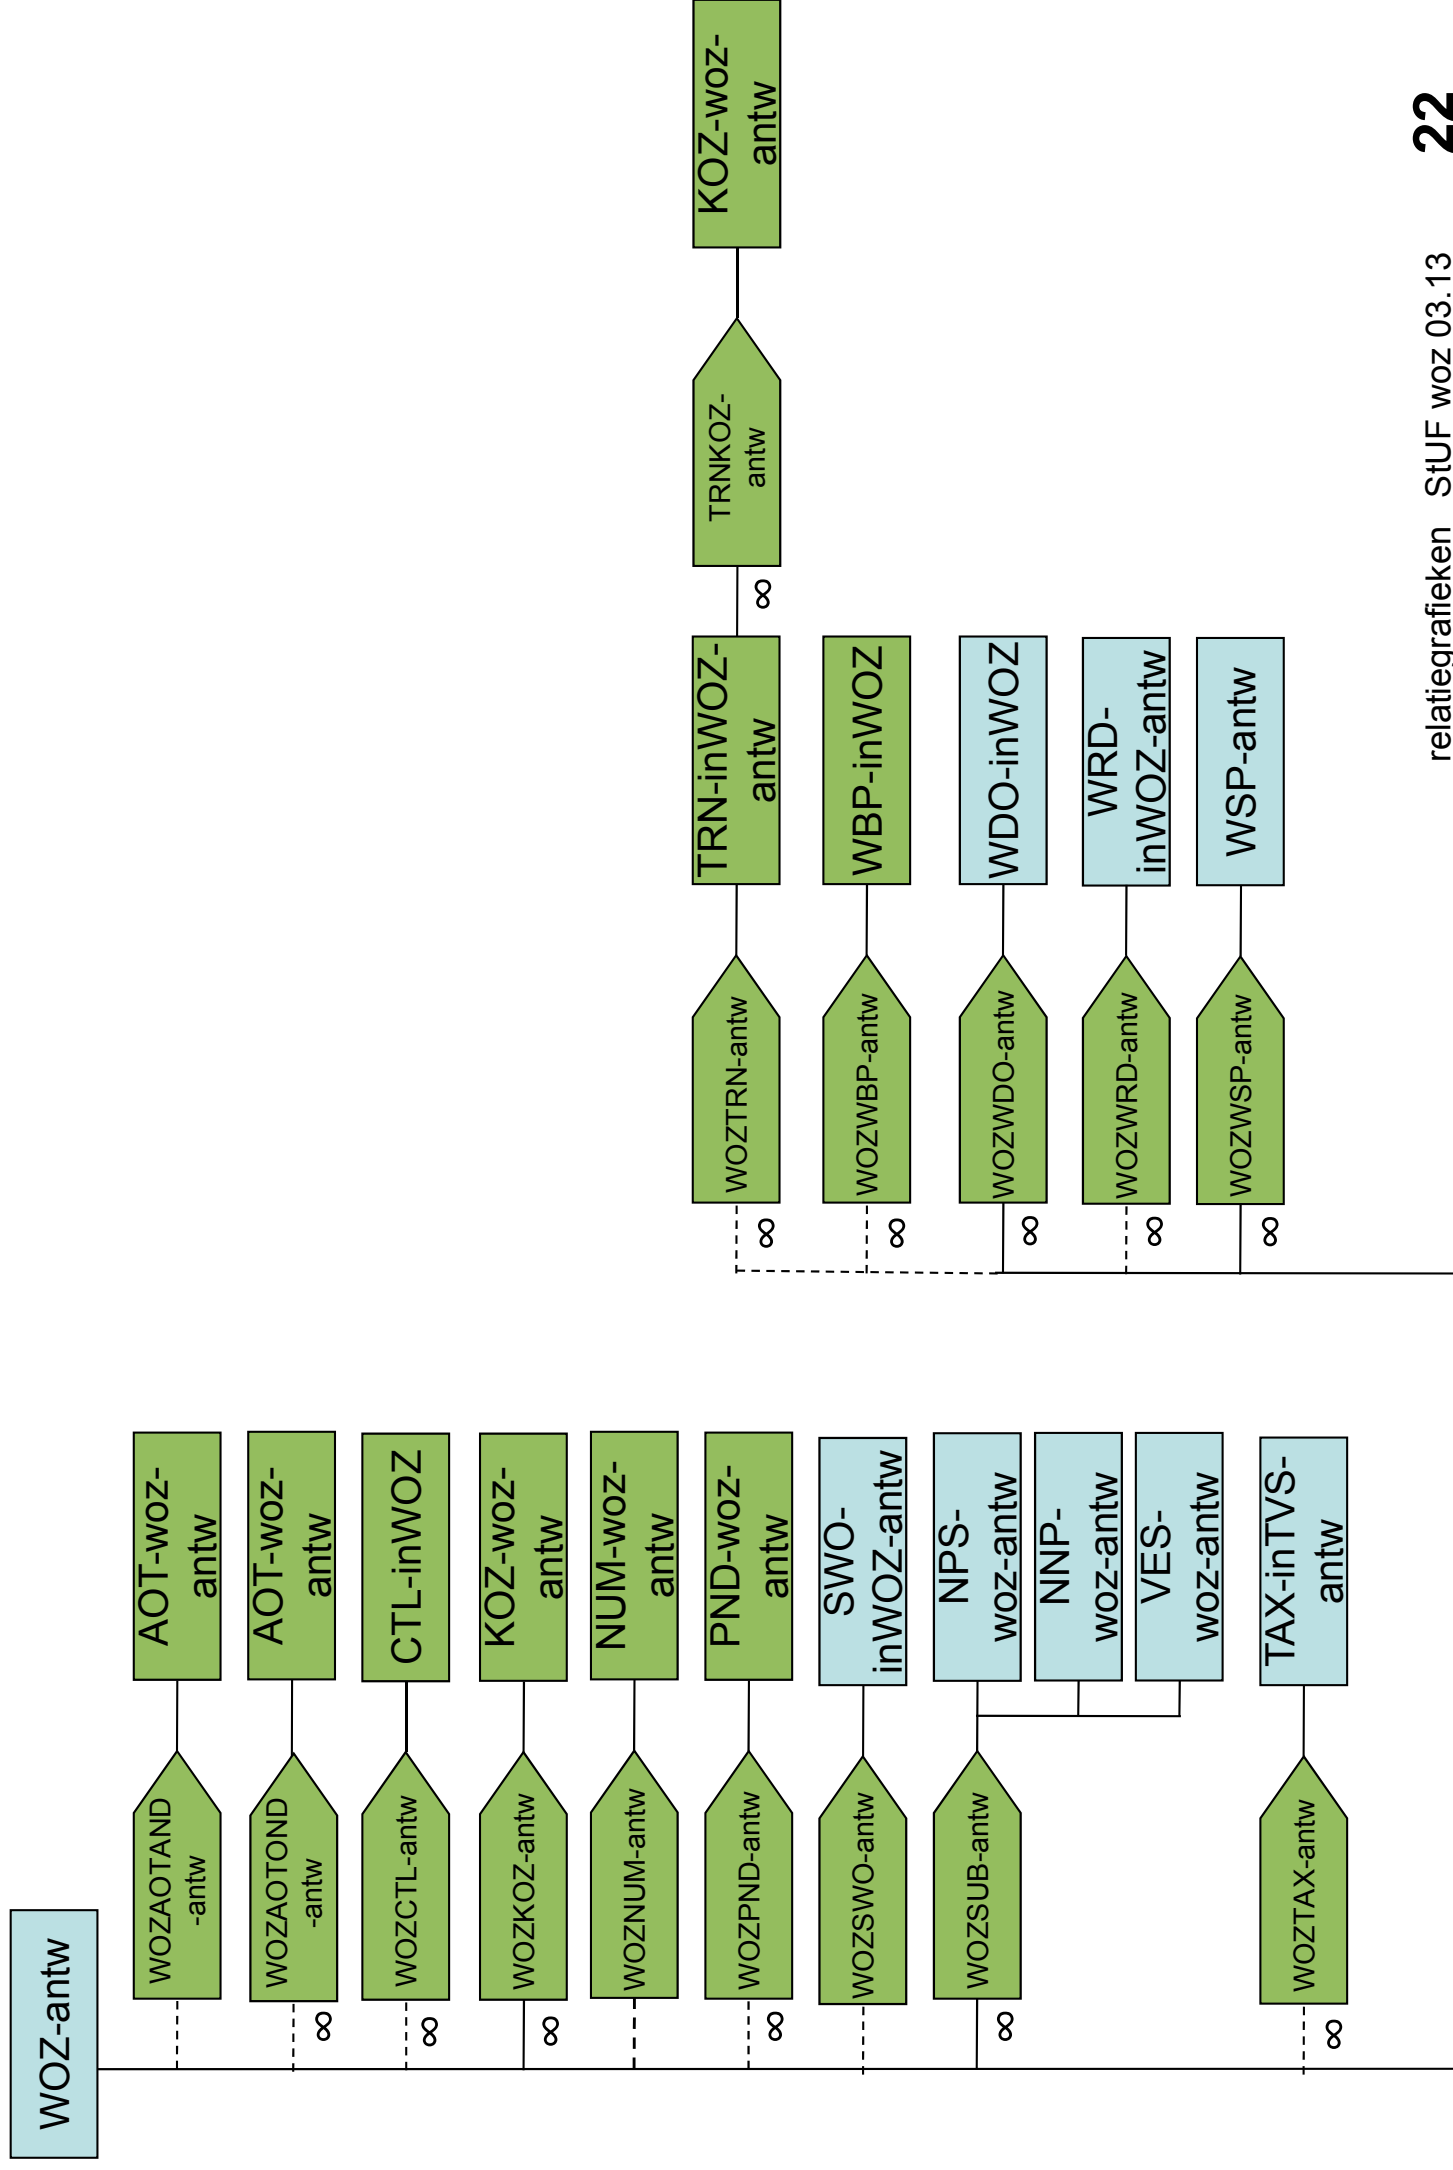 WOZ-antw
WOZAOTAND
-antw
AOT-woz-
antw
WOZAOTOND
-antw
∞
AOT-woz-
antw
WOZCTL-antw
∞
CTL-inWOZ
WOZKOZ-antw
∞
KOZ-woz-
antw
WOZNUM-antw
NUM-woz-
antw
WOZPND-antw
∞
PND-woz-
antw
WOZSWO-antw
SWO-
inWOZ-antw
WOZSUB-antw
∞
NPS-
woz-antw
NNP-
woz-antw
VES-
woz-antw
WOZTAX-antw
∞
TAX-inTVS-
antw
WOZTRN-antw
∞
TRN-inWOZ-
antw
∞
TRNKOZ-
antw
KOZ-woz-
antw
WOZWBP-antw
∞
WBP-inWOZ
WOZWDO-antw
∞
WDO-inWOZ
WOZWRD-antw
∞
WRD-
inWOZ-antw
WOZWSP-antw
∞
WSP-antw
relatiegrafieken StUF woz 03.13
22